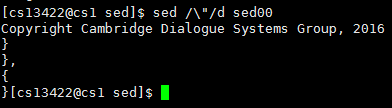 [cs13422@cs1 sed]$ sed /\"/d sed00
Copyright Cambridge Dialogue Systems Group, 2016
}
},
{
}[cs13422@cs1 sed]$